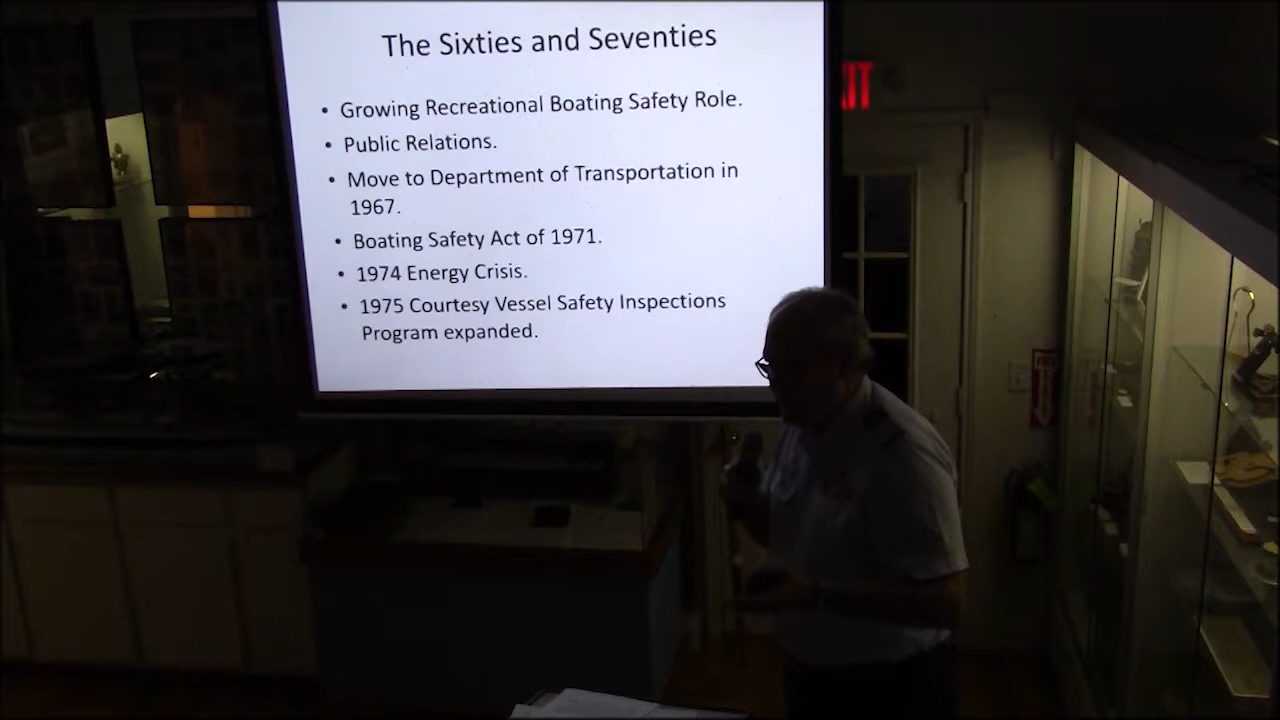 The Sixties and Seventies
• Growing Recreational Boating Safety Role.
• Public Relations.
• Move to Department of Transportation in
1967.
• Boating Safety Act of 1971.
• 1974 Energy Crisis.
• 1975 Courtesy Vessel Safety Inspections
Program expanded.
XIT